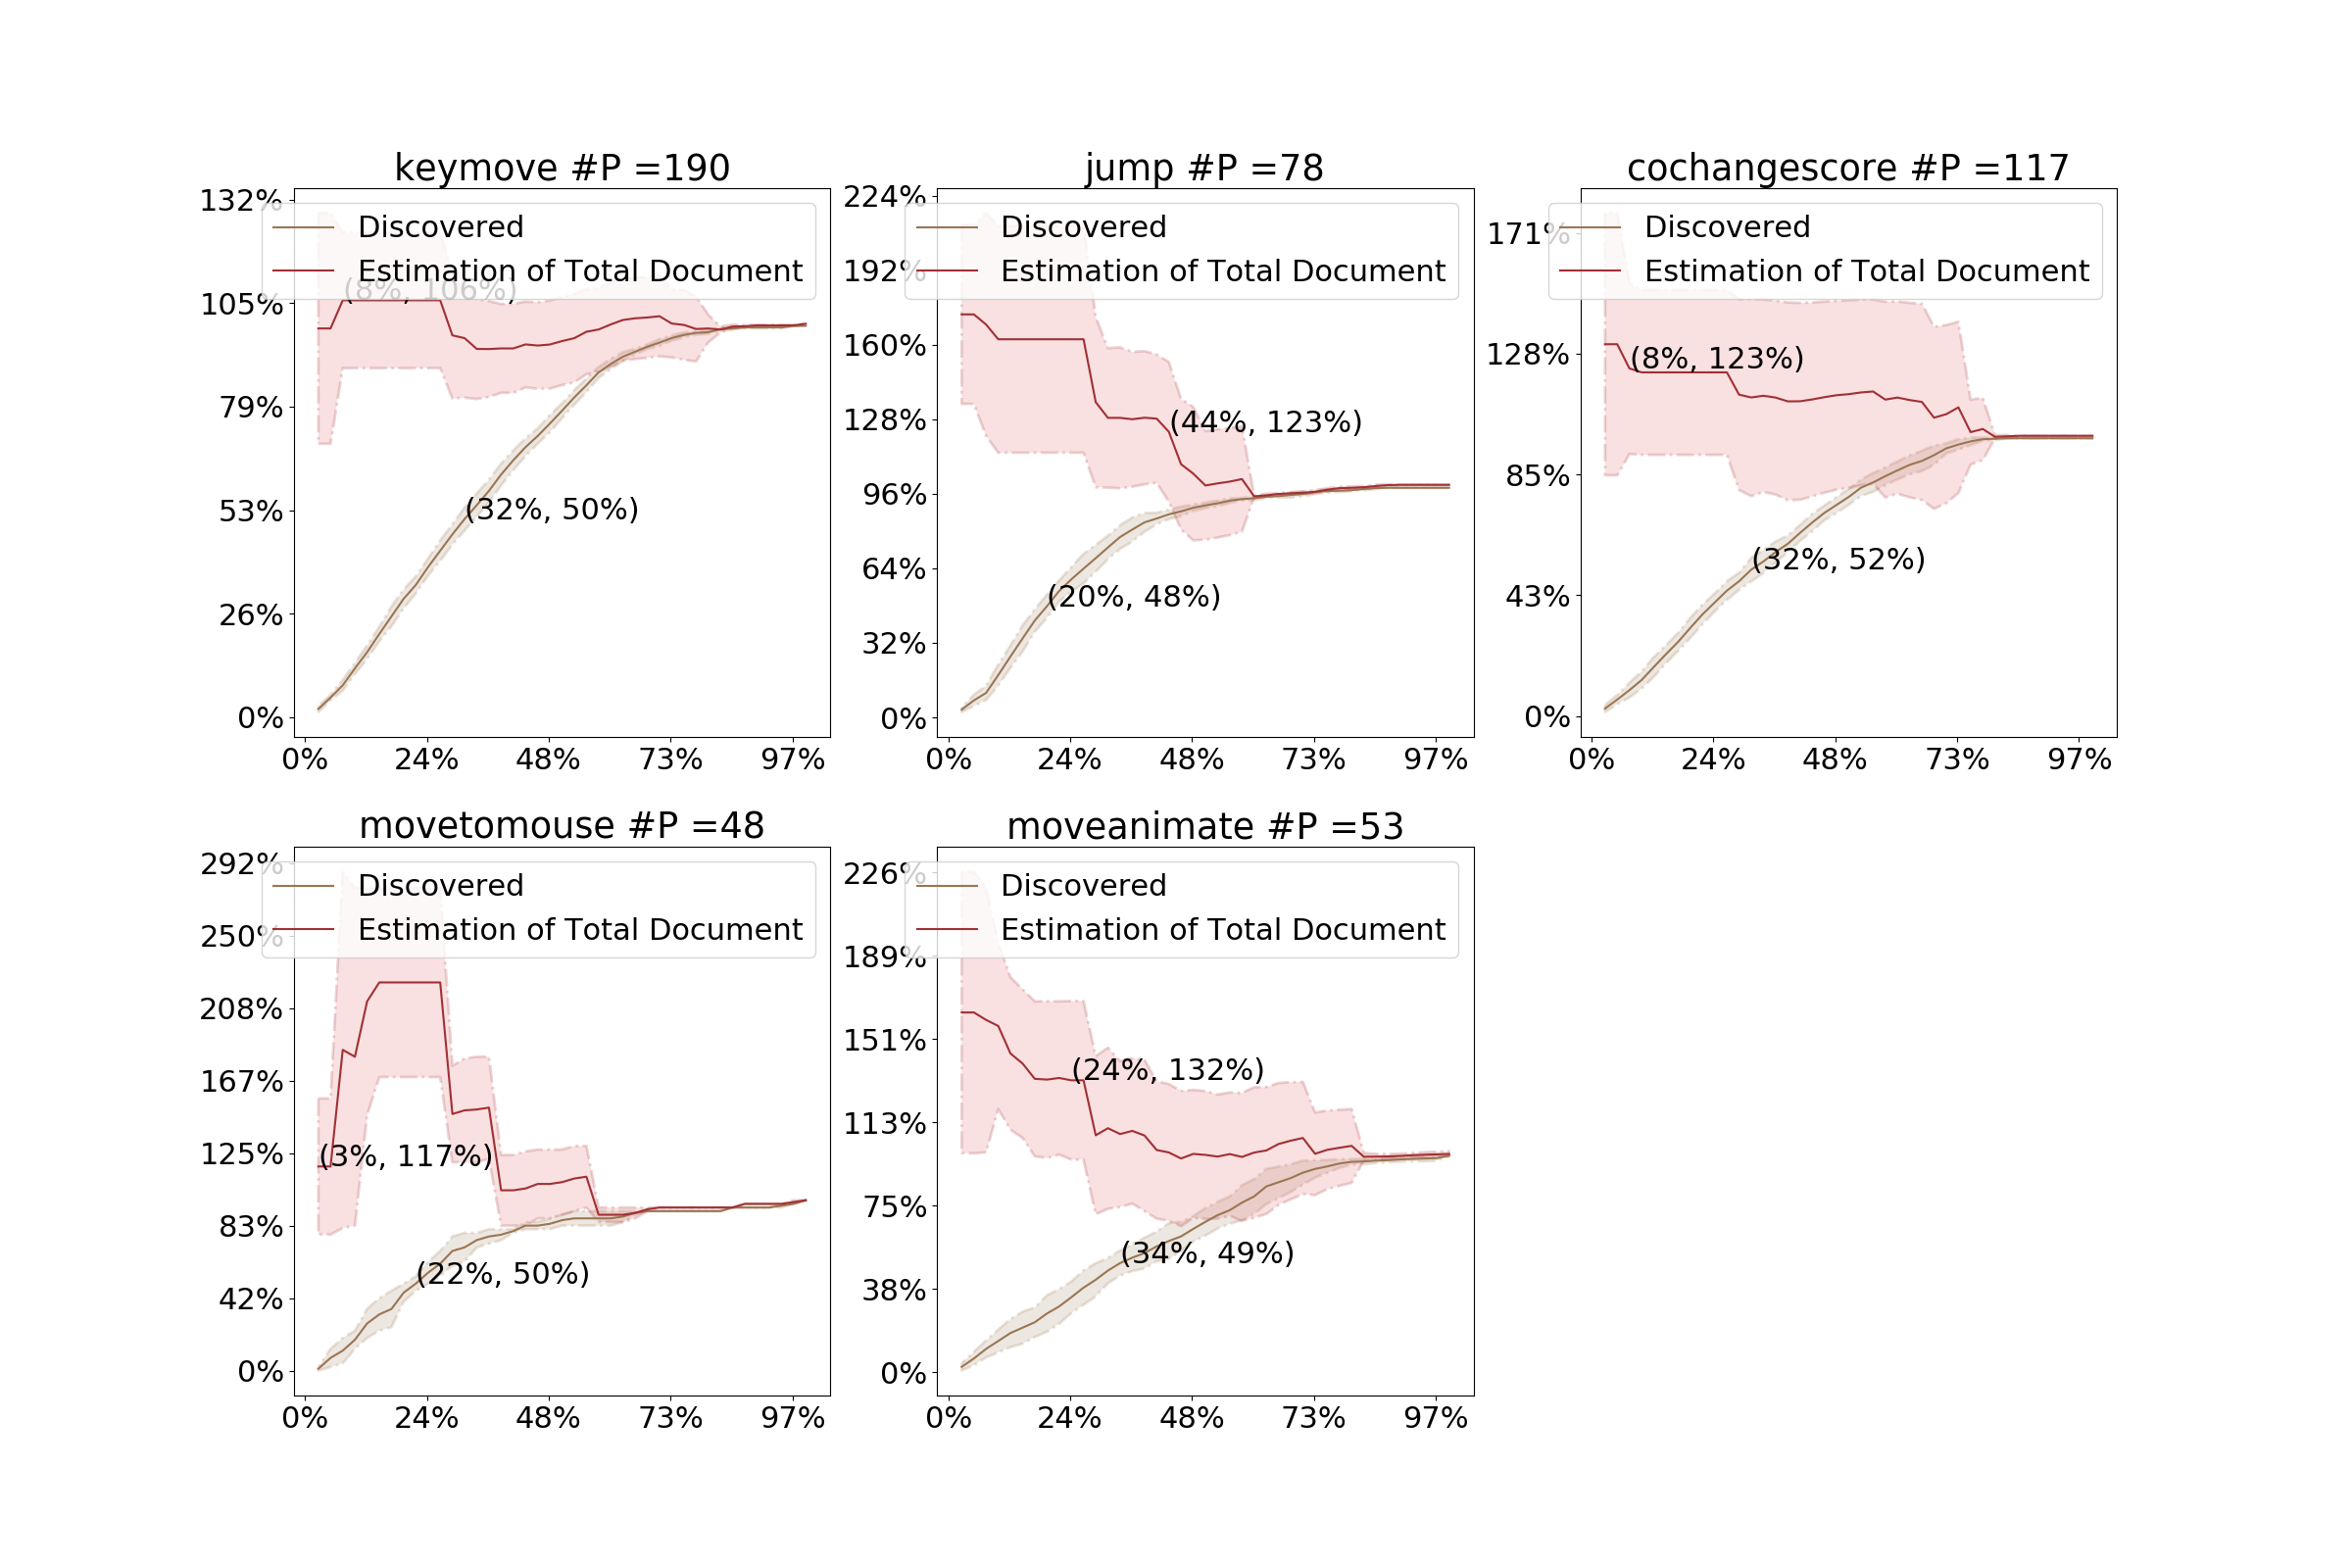 keymove #P =190
132%
105%
79%
53%
26%
0%
Discovered
Estimation of Total Document
(8%, 106%)
(32%, 50%)
0% 24% 48% 73% 97%
jump #P =78
224%
192%
160%
128%
96%
64%
32%
0%
Discovered
Estimation of Total Document
(44%, 123%)
(20%, 48%)
0% 24% 48% 73% 97%
cochangescore #P =117
171%
128%
85%
43%
0%
Discovered
Estimation of Total Document
(8%, 123%)
(32%, 52%)
0% 24% 48% 73% 97%
movetomouse #P =48
292%
250%
208%
167%
125%
83%
42%
0%
Discovered
Estimation of Total Document
(3%, 117%)
(22%, 50%)
0% 24% 48% 73% 97%
moveanimate #P =53
226%
189%
151%
113%
75%
38%
0%
Discovered
Estimation of Total Document
(24%, 132%)
(34%, 49%)
0% 24% 48% 73% 97%